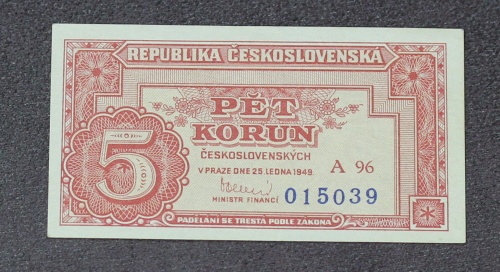 REPUBLIKA ČESKOSLOVENSKÁ
PĚT
KORUN
ČESKOSLOVENSKÝCH
V PRAZE DNE 25. LEDNA 1949
A 96
5
MINISTR FINANCÍ
015039
PADĚLÁNÍ SE TRESTÁ PODLE ZÁKONA